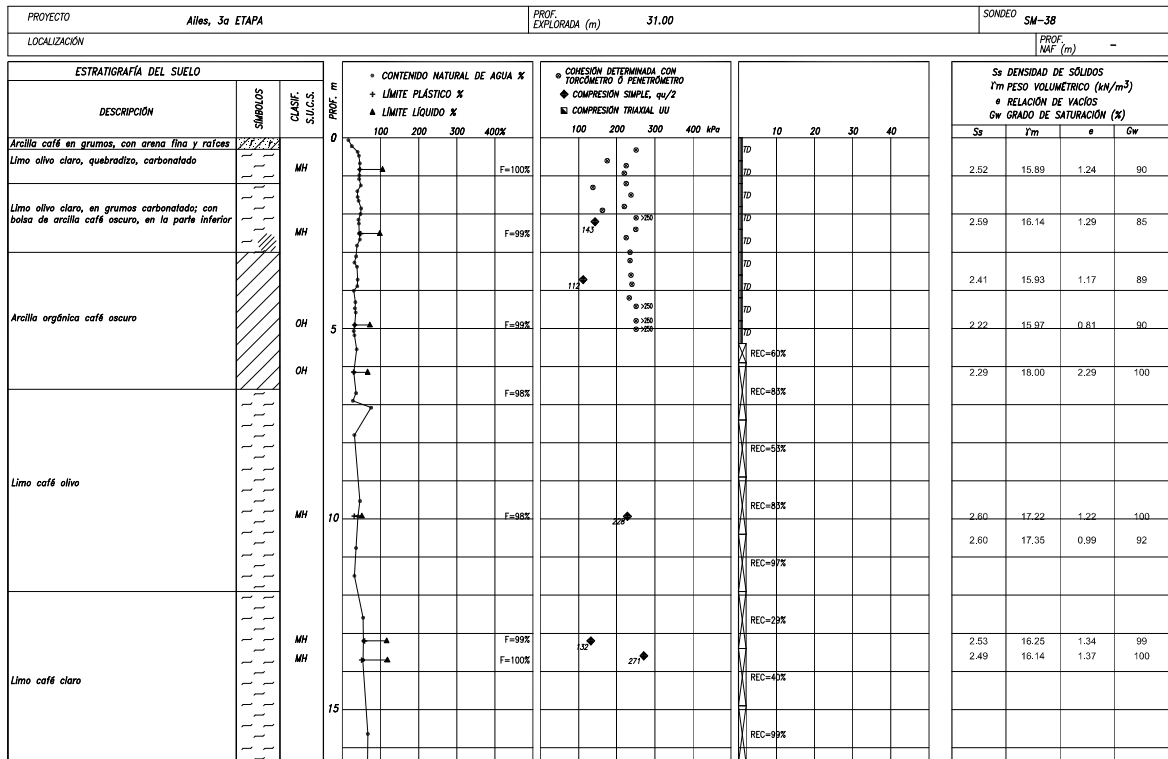 PROYECTO Ailes, 3a ETAPA PROF. EXPLORADA (m) 31.00 SONDEO SM-38
LOCALIZACIÓN PROF. NAF (m) -
ESTRATIGRAFÍA DEL SUELO
DESCRIPCIÓN
SÍMBOLOS
CLASIF. S.U.C.S.
PROF. m
CONTENIDO NATURAL DE AGUA %
LÍMITE PLÁSTICO %
LÍMITE LÍQUIDO %
100 200 300 400%
COHESIÓN DETERMINADA CON
TORCÓMETRO Ó PENETRÓMETRO
COMPRESIÓN SIMPLE, qu/2
COMPRESIÓN TRIAXIAL UU
100 200 300 400 kPa
10 20 30 40
Ss DENSIDAD DE SÓLIDOS
γm PESO VOLUMÉTRICO (kN/m³)
e RELACIÓN DE VACÍOS
Gw GRADO DE SATURACIÓN (%)
Ss γm e Gw
0
Arcilla café en grumos, con arena fina y raíces
TD
Limo olivo claro, quebradizo, carbonatado
MH F=100% TD 2.52 15.89 1.24 90
TD
Limo olivo claro, en grumos carbonatado; con
bolsa de arcilla café oscuro, en la parte inferior
TD
>250 TD
143 2.59 16.14 1.29 85
MH F=99%
TD
TD
112 2.41 15.93 1.17 89
TD
Arcilla orgánica café oscuro
>250 TD
>250
OH F=99% 2.22 15.97 0.81 90
5 >250 TD
REC=60%
OH 2.29 18.00 2.29 100
F=98% REC=83%
REC=53%
Limo café olivo
REC=83%
MH 10 F=98% 228 2.60 17.22 1.22 100
2.60 17.35 0.99 92
REC=97%
REC=29%
MH F=99% 132 2.53 16.25 1.34 99
MH F=100% 271 2.49 16.14 1.37 100
Limo café claro
REC=40%
15
REC=99%